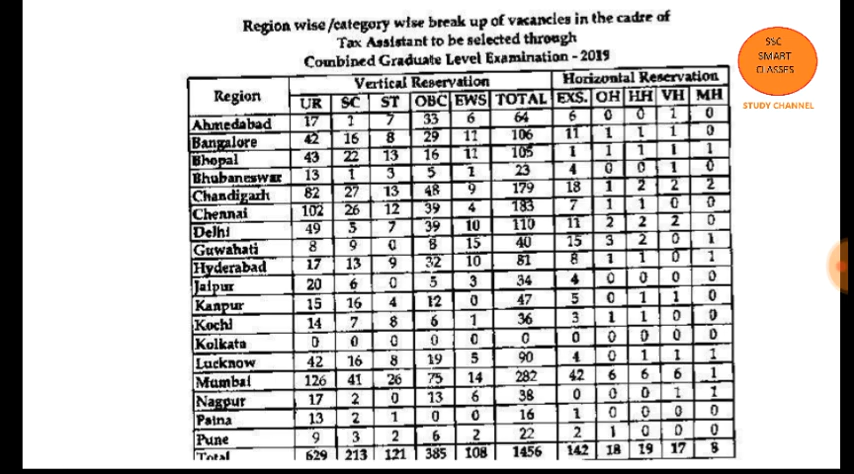 Region wise/category wise break up of vacancies in the cadre of
Tax Assistant to be selected through
Combined Graduate Level Examination - 2019
SSC
SMART
CLASSES
STUDY CHANNEL
Region Vertical Reservation Horizontal Reservation
UR SC ST OBC EWS TOTAL EXS. OH HH VH MH
Ahmedabad 17 1 7 33 6 64 6 0 0 1 0
Bangalore 42 16 8 29 11 106 11 1 1 1 0
Bhopal 43 22 13 16 11 105 1 1 1 1 1
Bhubaneswar 13 1 3 5 1 23 4 0 0 1 0
Chandigarh 82 27 13 48 9 179 18 1 2 2 2
Chennai 102 26 12 39 4 183 7 1 1 0 0
Delhi 49 5 7 39 10 110 11 2 2 2 0
Guwahati 8 9 0 8 15 40 15 3 2 0 1
Hyderabad 17 13 9 32 10 81 8 1 1 0 1
Jaipur 20 6 0 5 3 34 4 0 0 0 0
Kanpur 15 16 4 12 0 47 5 0 1 1 0
Kochi 14 7 8 6 1 36 3 1 1 0 0
Kolkata 0 0 0 0 0 0 0 0 0 0 0
Lucknow 42 16 8 19 5 90 4 0 1 1 1
Mumbai 126 41 26 75 14 282 42 6 6 6 1
Nagpur 17 2 0 13 6 38 0 0 0 1 1
Patna 13 2 1 0 0 16 1 0 0 0 0
Pune 9 3 2 6 2 22 2 1 0 0 0
Total 629 213 121 385 108 1456 142 18 19 17 8